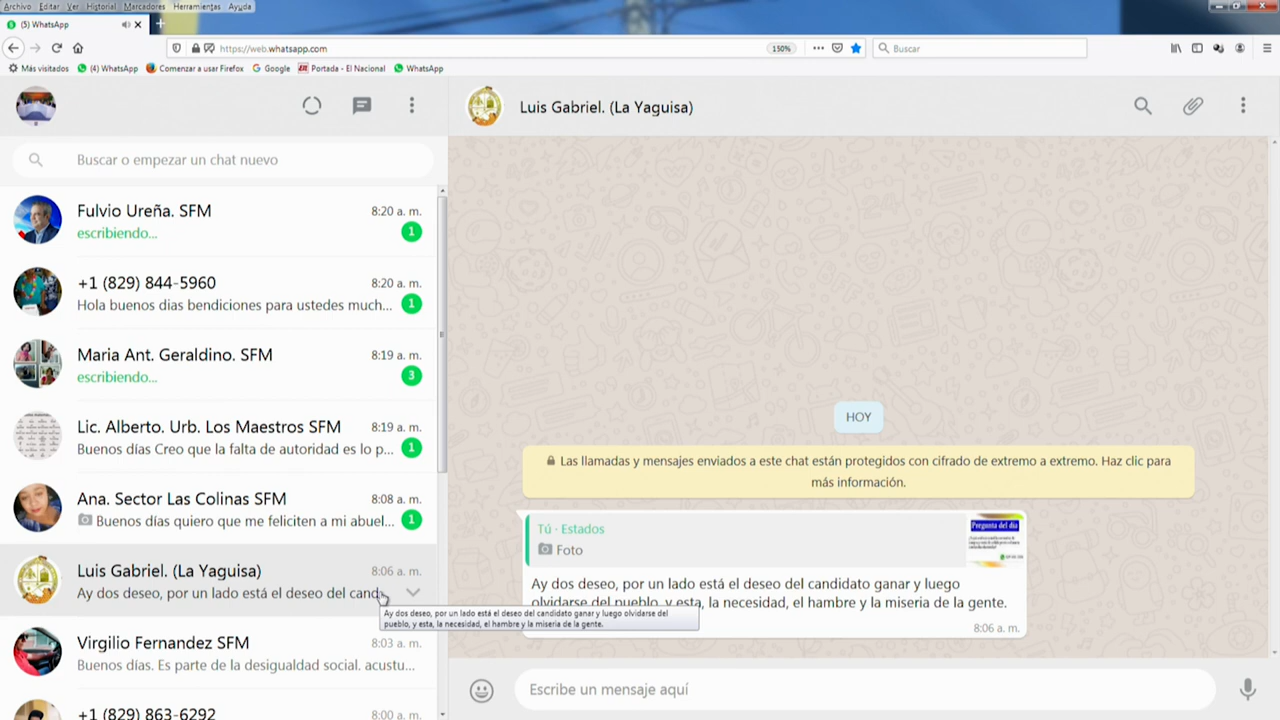 Archivo Editar Ver Historial Marcadores Herramientas Ayuda
(5) WhatsApp
https://web.whatsapp.com
150%
Buscar
Más visitados (4) WhatsApp Comenzar a usar Firefox Google Portada - El Nacional WhatsApp
Luis Gabriel. (La Yaguisa)
Buscar o empezar un chat nuevo
Fulvio Ureña. SFM 8:20 a. m.
escribiendo... 1
+1 (829) 844-5960 8:20 a. m.
Hola buenos dias bendiciones para ustedes much... 1
Maria Ant. Geraldino. SFM 8:19 a. m.
escribiendo... 3
Lic. Alberto. Urb. Los Maestros SFM 8:19 a. m.
Buenos días Creo que la falta de autoridad es lo p... 1
Ana. Sector Las Colinas SFM 8:08 a. m.
Buenos días quiero que me feliciten a mi abuel... 1
Luis Gabriel. (La Yaguisa) 8:06 a. m.
Ay dos deseo, por un lado está el deseo del cand
Ay dos deseo, por un lado está el deseo del candidato ganar y luego olvidarse del
pueblo, y esta, la necesidad, el hambre y la miseria de la gente.
Virgilio Fernandez SFM 8:03 a. m.
Buenos días. Es parte de la desigualdad social. acustu...
+1 (829) 863-6292 8:00 a. m.
HOY
Las llamadas y mensajes enviados a este chat están protegidos con cifrado de extremo a extremo. Haz clic para
más información.
Tú · Estados
Foto
Pregunta del día
Ay dos deseo, por un lado está el deseo del candidato ganar y luego
olvidarse del pueblo, y esta, la necesidad, el hambre y la miseria de la gente.
8:06 a. m.
Escribe un mensaje aquí